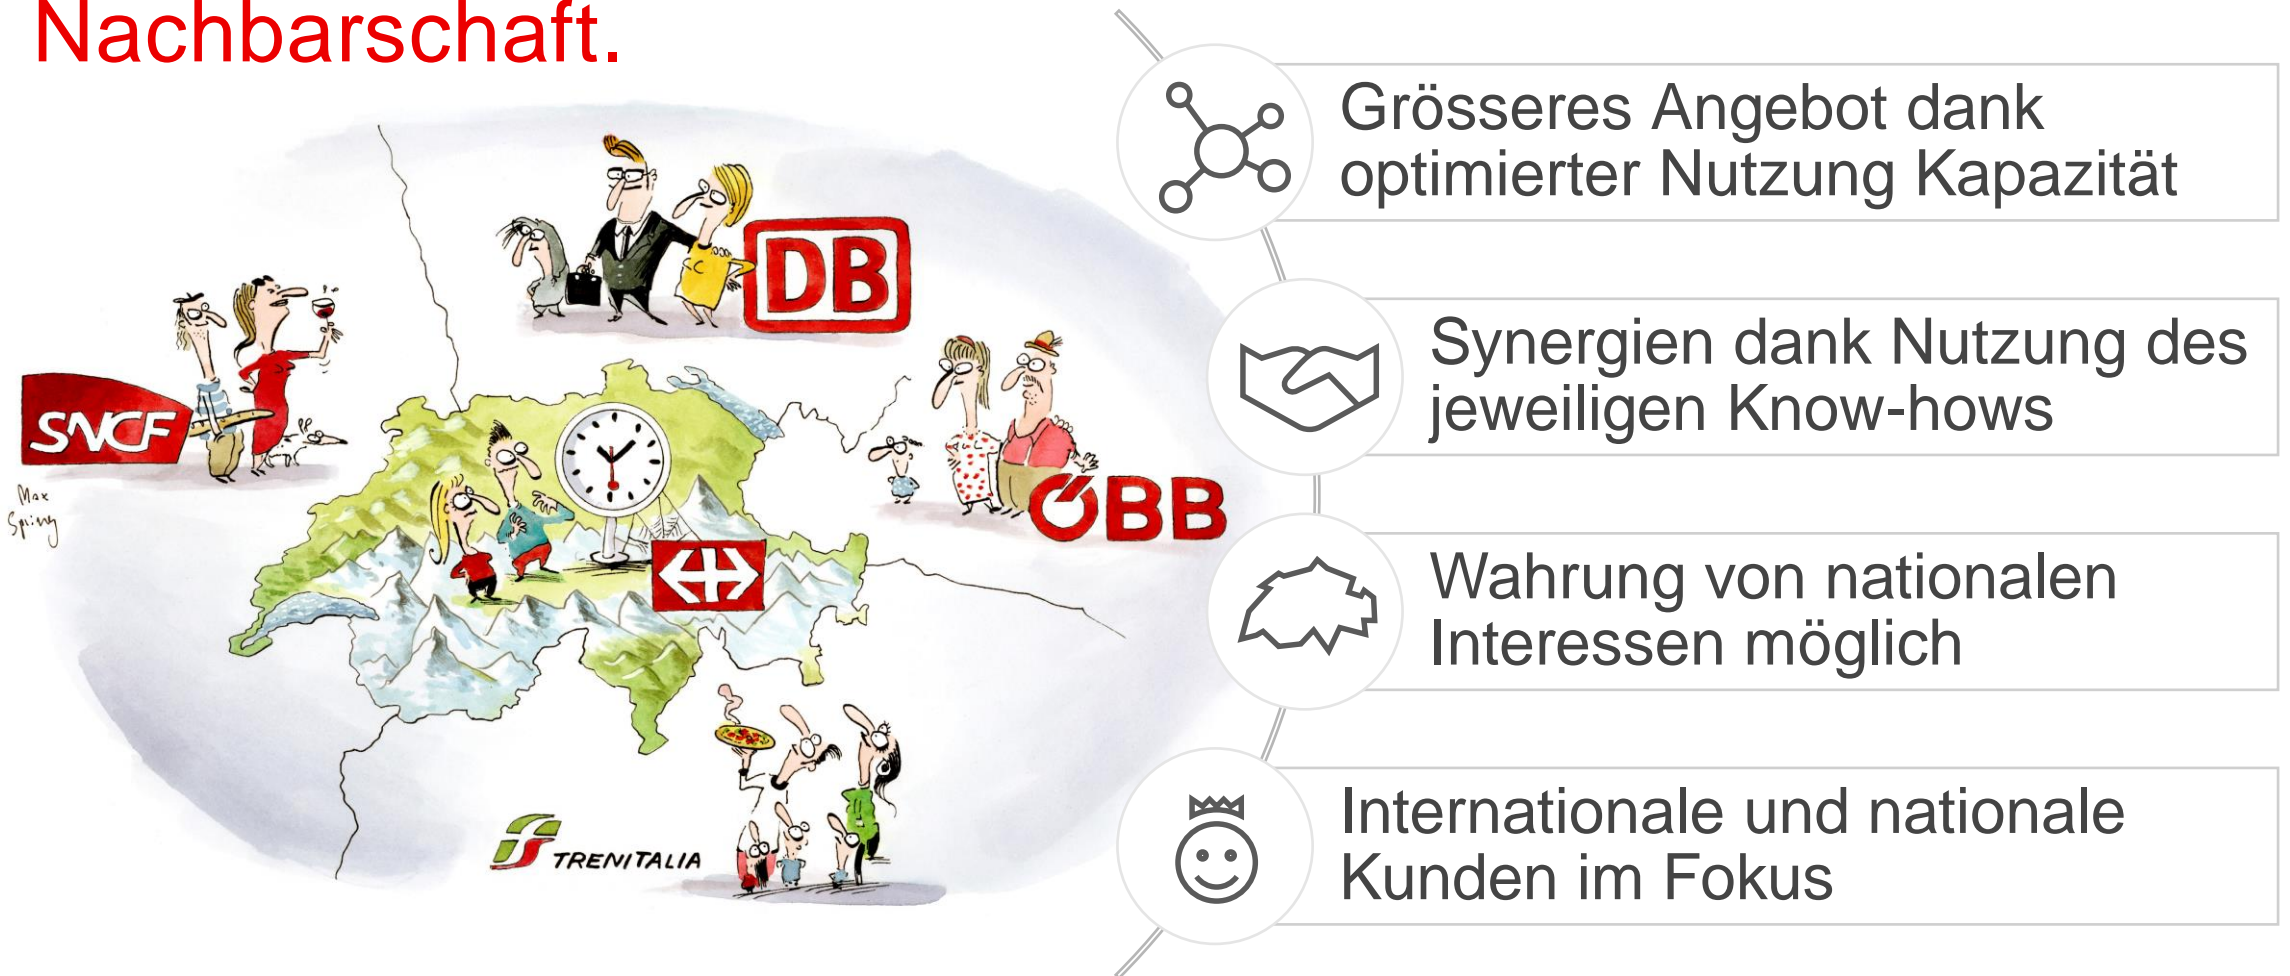 Nachbarschaft.
DB
SNCF
ÖBB
Max
Spring
TRENITALIA
Grösseres Angebot dank
optimierter Nutzung Kapazität
Synergien dank Nutzung des
jeweiligen Know-hows
Wahrung von nationalen
Interessen möglich
Internationale und nationale
Kunden im Fokus